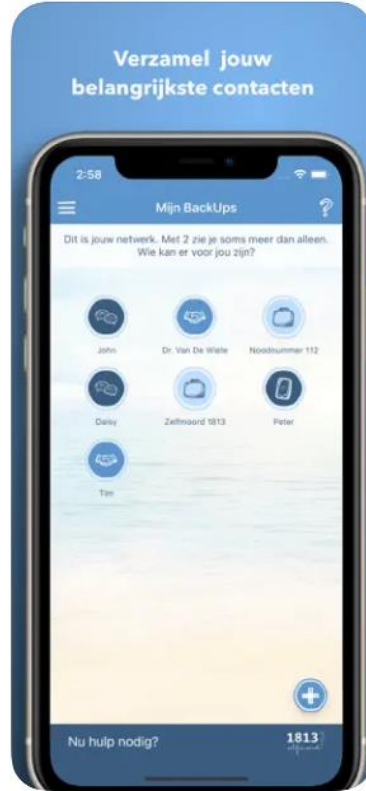 Verzamel jouw
belangrijkste contacten
2:58
Mijn BackUps
?
Dit is jouw netwerk. Met 2 zie je soms meer dan alleen.
Wie kan er voor jou zijn?
John
Dr. Van De Wiele
Noodnummer 112
Daisy
Zelfmoord 1813
Peter
Tim
Nu hulp nodig?
1813